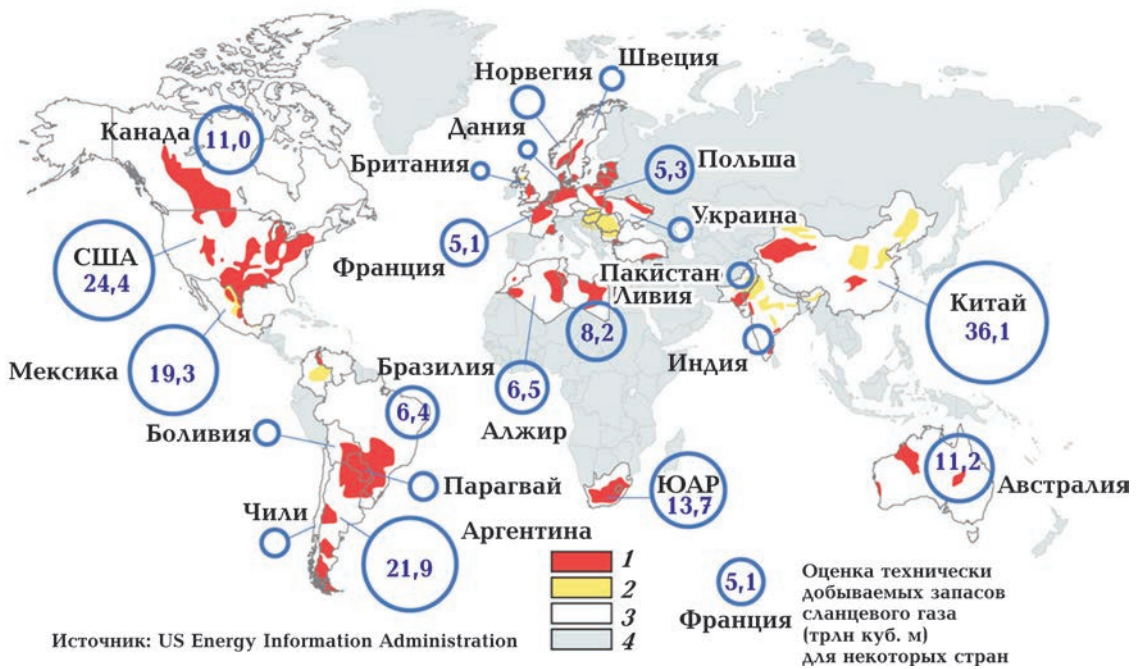 Швеция
Норвегия
Дания
Британия
Канада
11,0
Польша
5,3
Украина
5,1
Франция
США
24,4
Пакистан
Ливия
8,2
Китай
36,1
Индия
Мексика
19,3
Бразилия
6,4
6,5
Алжир
Боливия
Парагвай
ЮАР
13,7
11,2
Австралия
Чили
Аргентина
21,9
1
2
3
4
5,1
Франция
Оценка технически
добываемых запасов
сланцевого газа
(трлн куб. м)
для некоторых стран
Источник: US Energy Information Administration